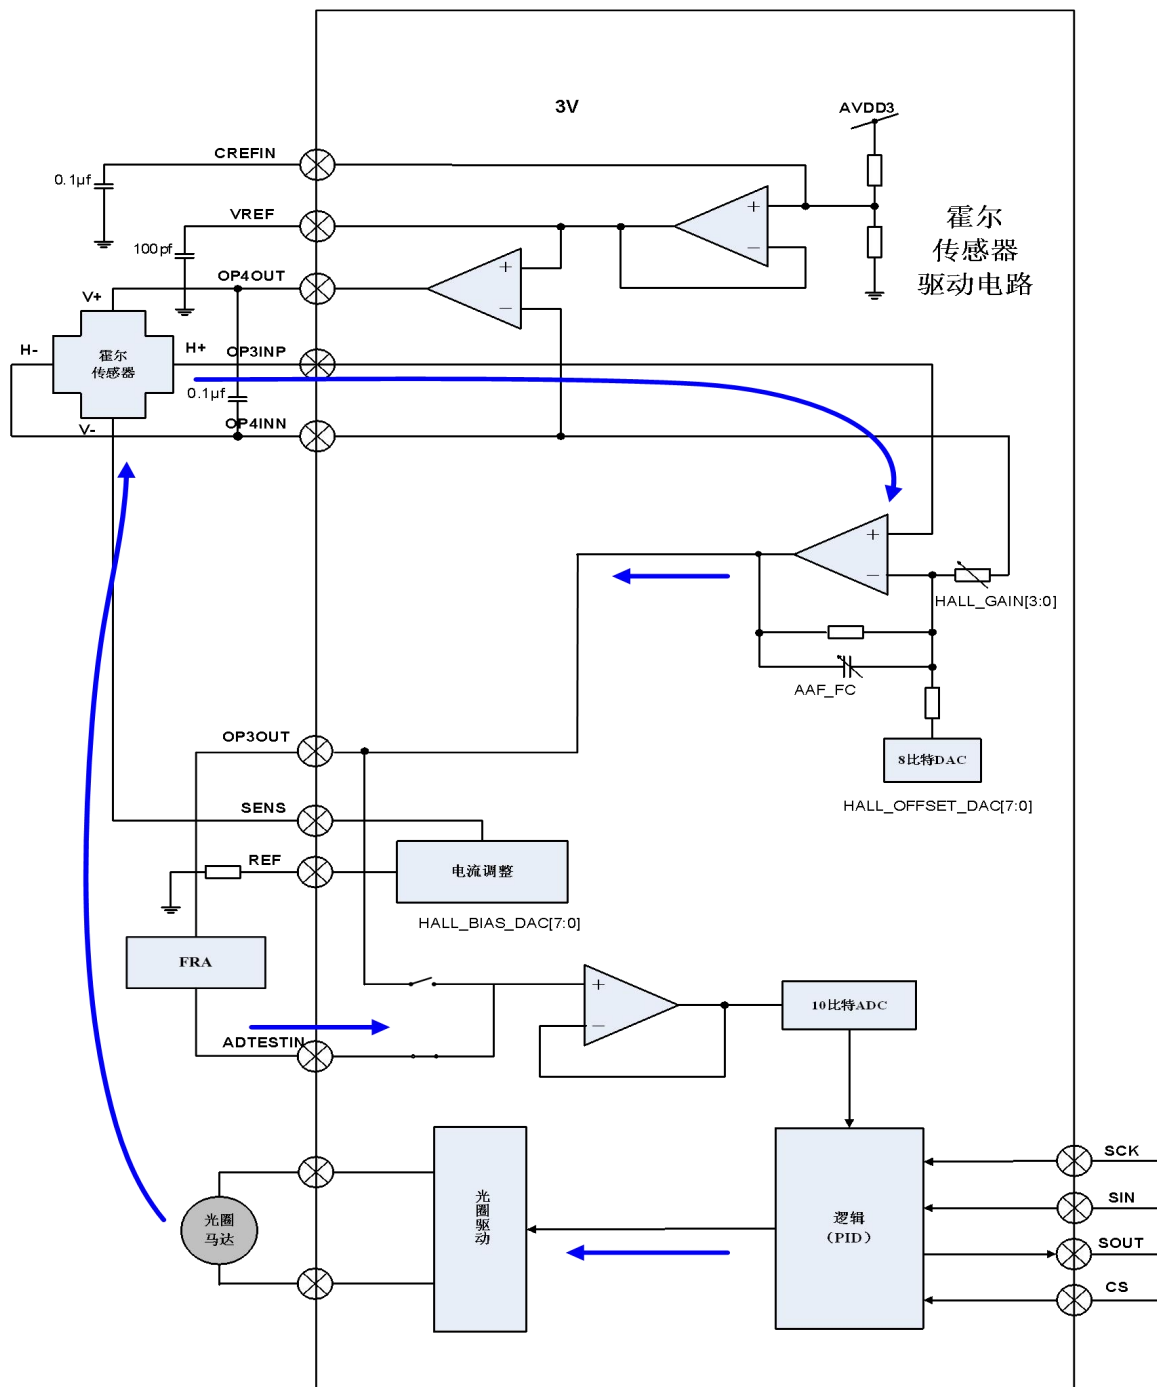 3V
AVDD3
CREFIN
0.1μf
VREF
100pf
霍尔
传感器
驱动电路
OP4OUT
V+
H-
霍尔
传感器
H+
OP3INP
0.1μf
OP4INN
V-
+
−
+
−
+
−
HALL_GAIN[3:0]
AAF_FC
8比特DAC
HALL_OFFSET_DAC[7:0]
OP3OUT
SENS
REF
电流调整
HALL_BIAS_DAC[7:0]
FRA
+
−
10比特ADC
ADTESTIN
光圈
马达
光圈驱动
逻辑
（PID）
SCK
SIN
SOUT
CS